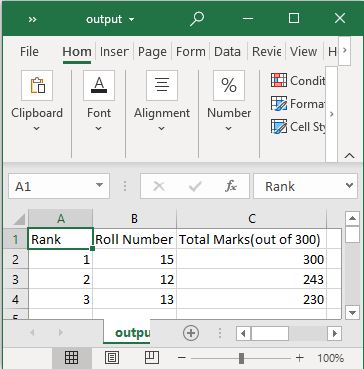 » output
File Hom Inser Page Form Data Revie View H
Clipboard Font Alignment Number Condit
Format
Cell Sty
A1 Rank
A B C
1 Rank Roll Number Total Marks(out of 300)
2 1 15 300
3 2 12 243
4 3 13 230
outpu
100%